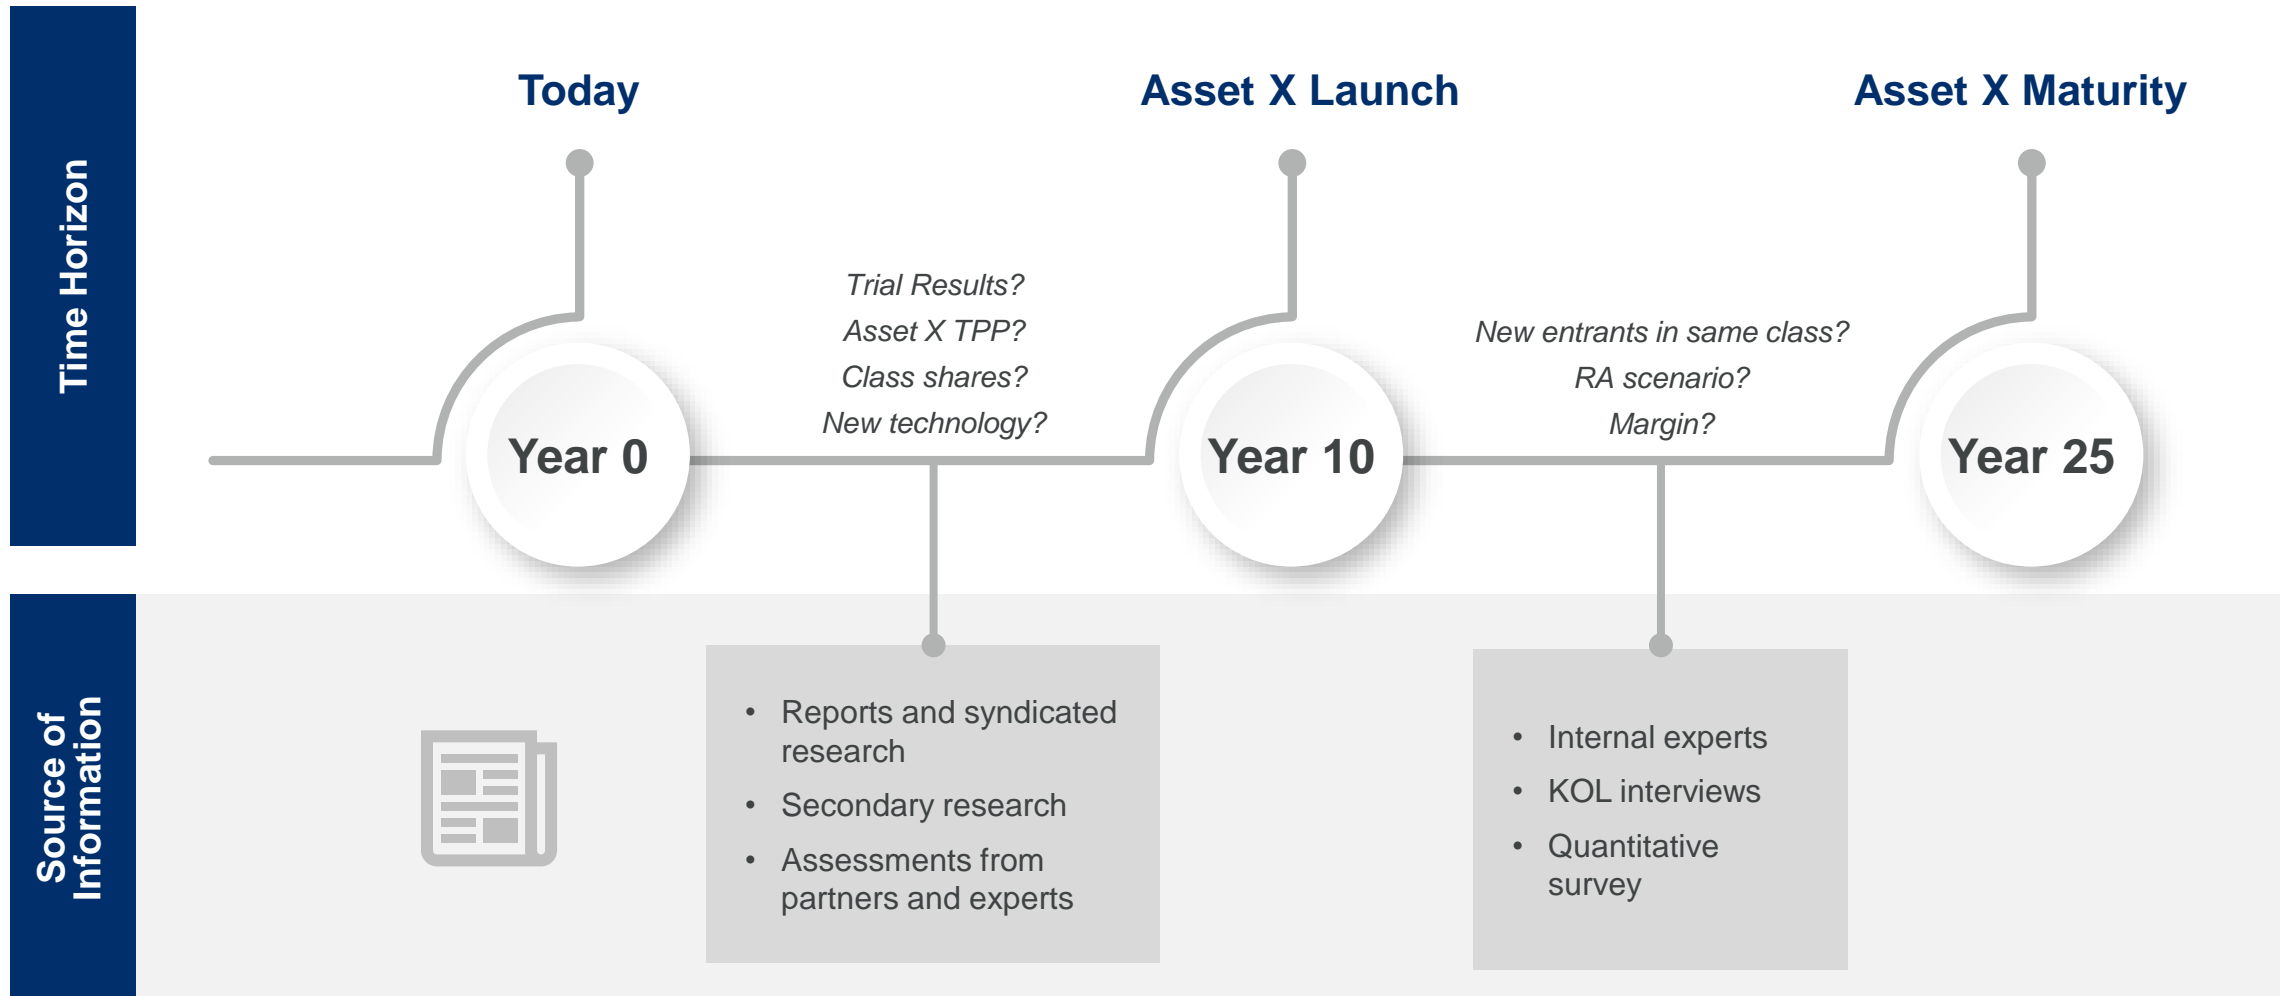 Time Horizon
Today
Asset X Launch
Asset X Maturity
Trial Results?
Asset X TPP?
Class shares?
New technology?
New entrants in same class?
RA scenario?
Margin?
Year 0
Year 10
Year 25
Source of
Information
• Reports and syndicated
research
• Secondary research
• Assessments from
partners and experts
• Internal experts
• KOL interviews
• Quantitative
survey